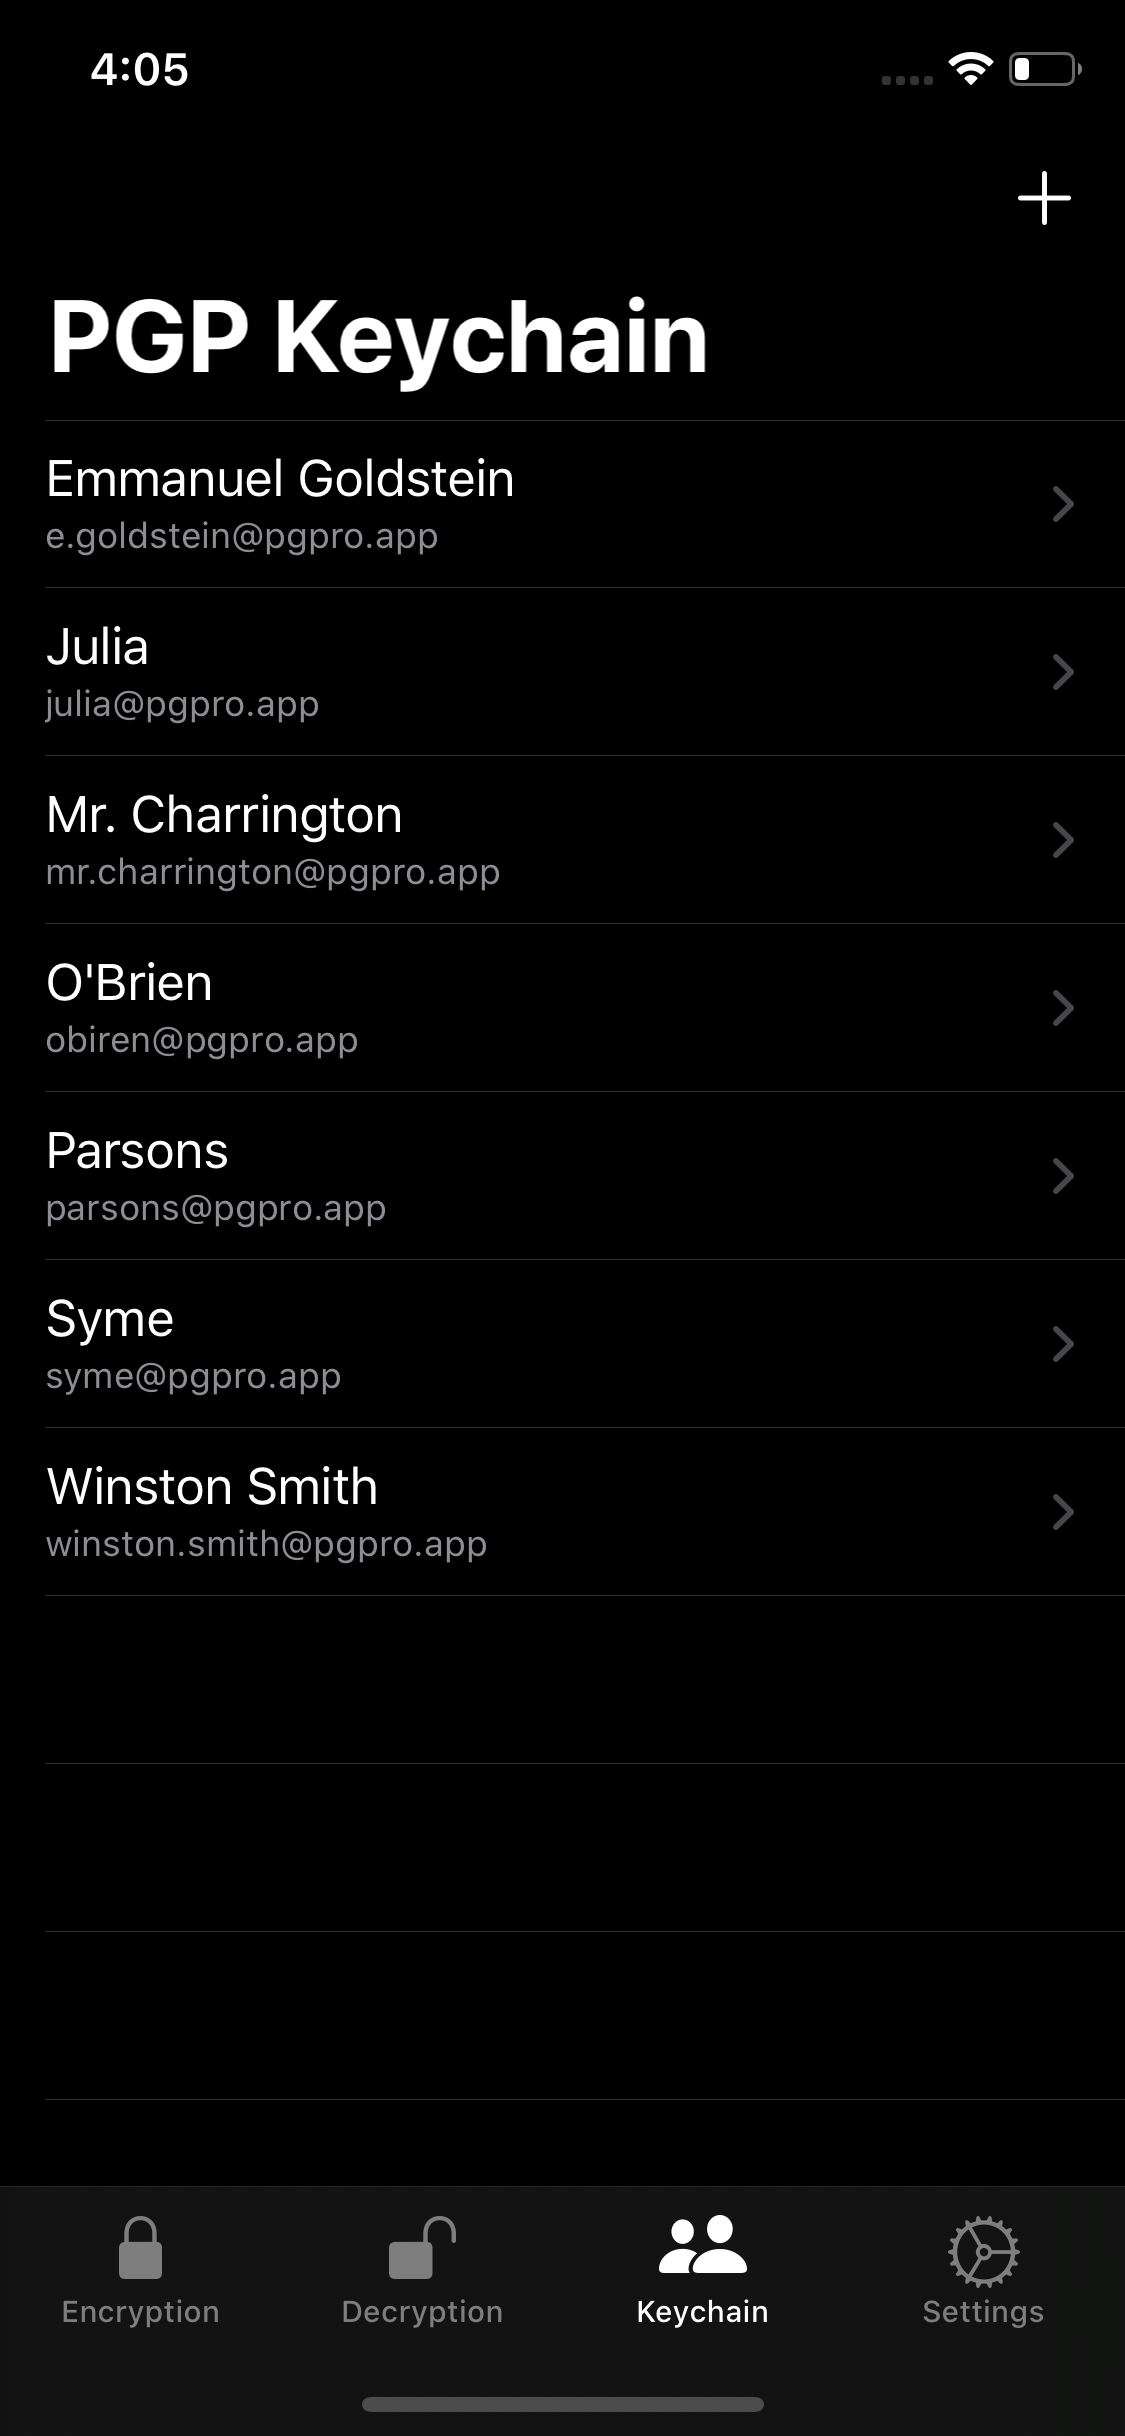 4:05
PGP Keychain
Emmanuel Goldstein
e.goldstein@pgpro.app
Julia
julia@pgpro.app
Mr. Charrington
mr.charrington@pgpro.app
O'Brien
obiren@pgpro.app
Parsons
parsons@pgpro.app
Syme
syme@pgpro.app
Winston Smith
winston.smith@pgpro.app
Encryption
Decryption
Keychain
Settings